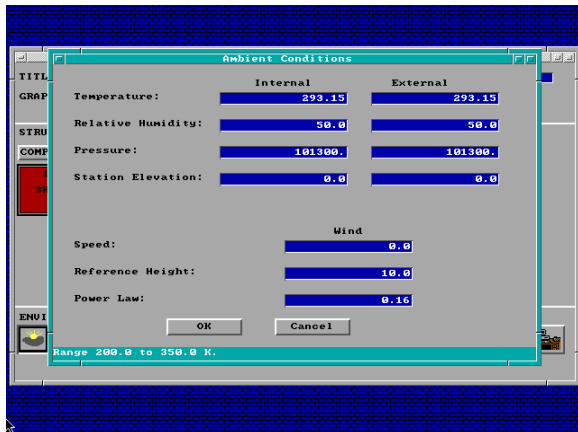 Ambient Conditions
TITL
GRAP
STRU
COMP
ENVI
Internal External
Temperature: 293.15 293.15
Relative Humidity: 50.0 50.0
Pressure: 101300. 101300.
Station Elevation: 0.0 0.0
Wind
Speed: 0.0
Reference Height: 10.0
Power Law: 0.16
OK Cancel
Range 200.0 to 350.0 K.